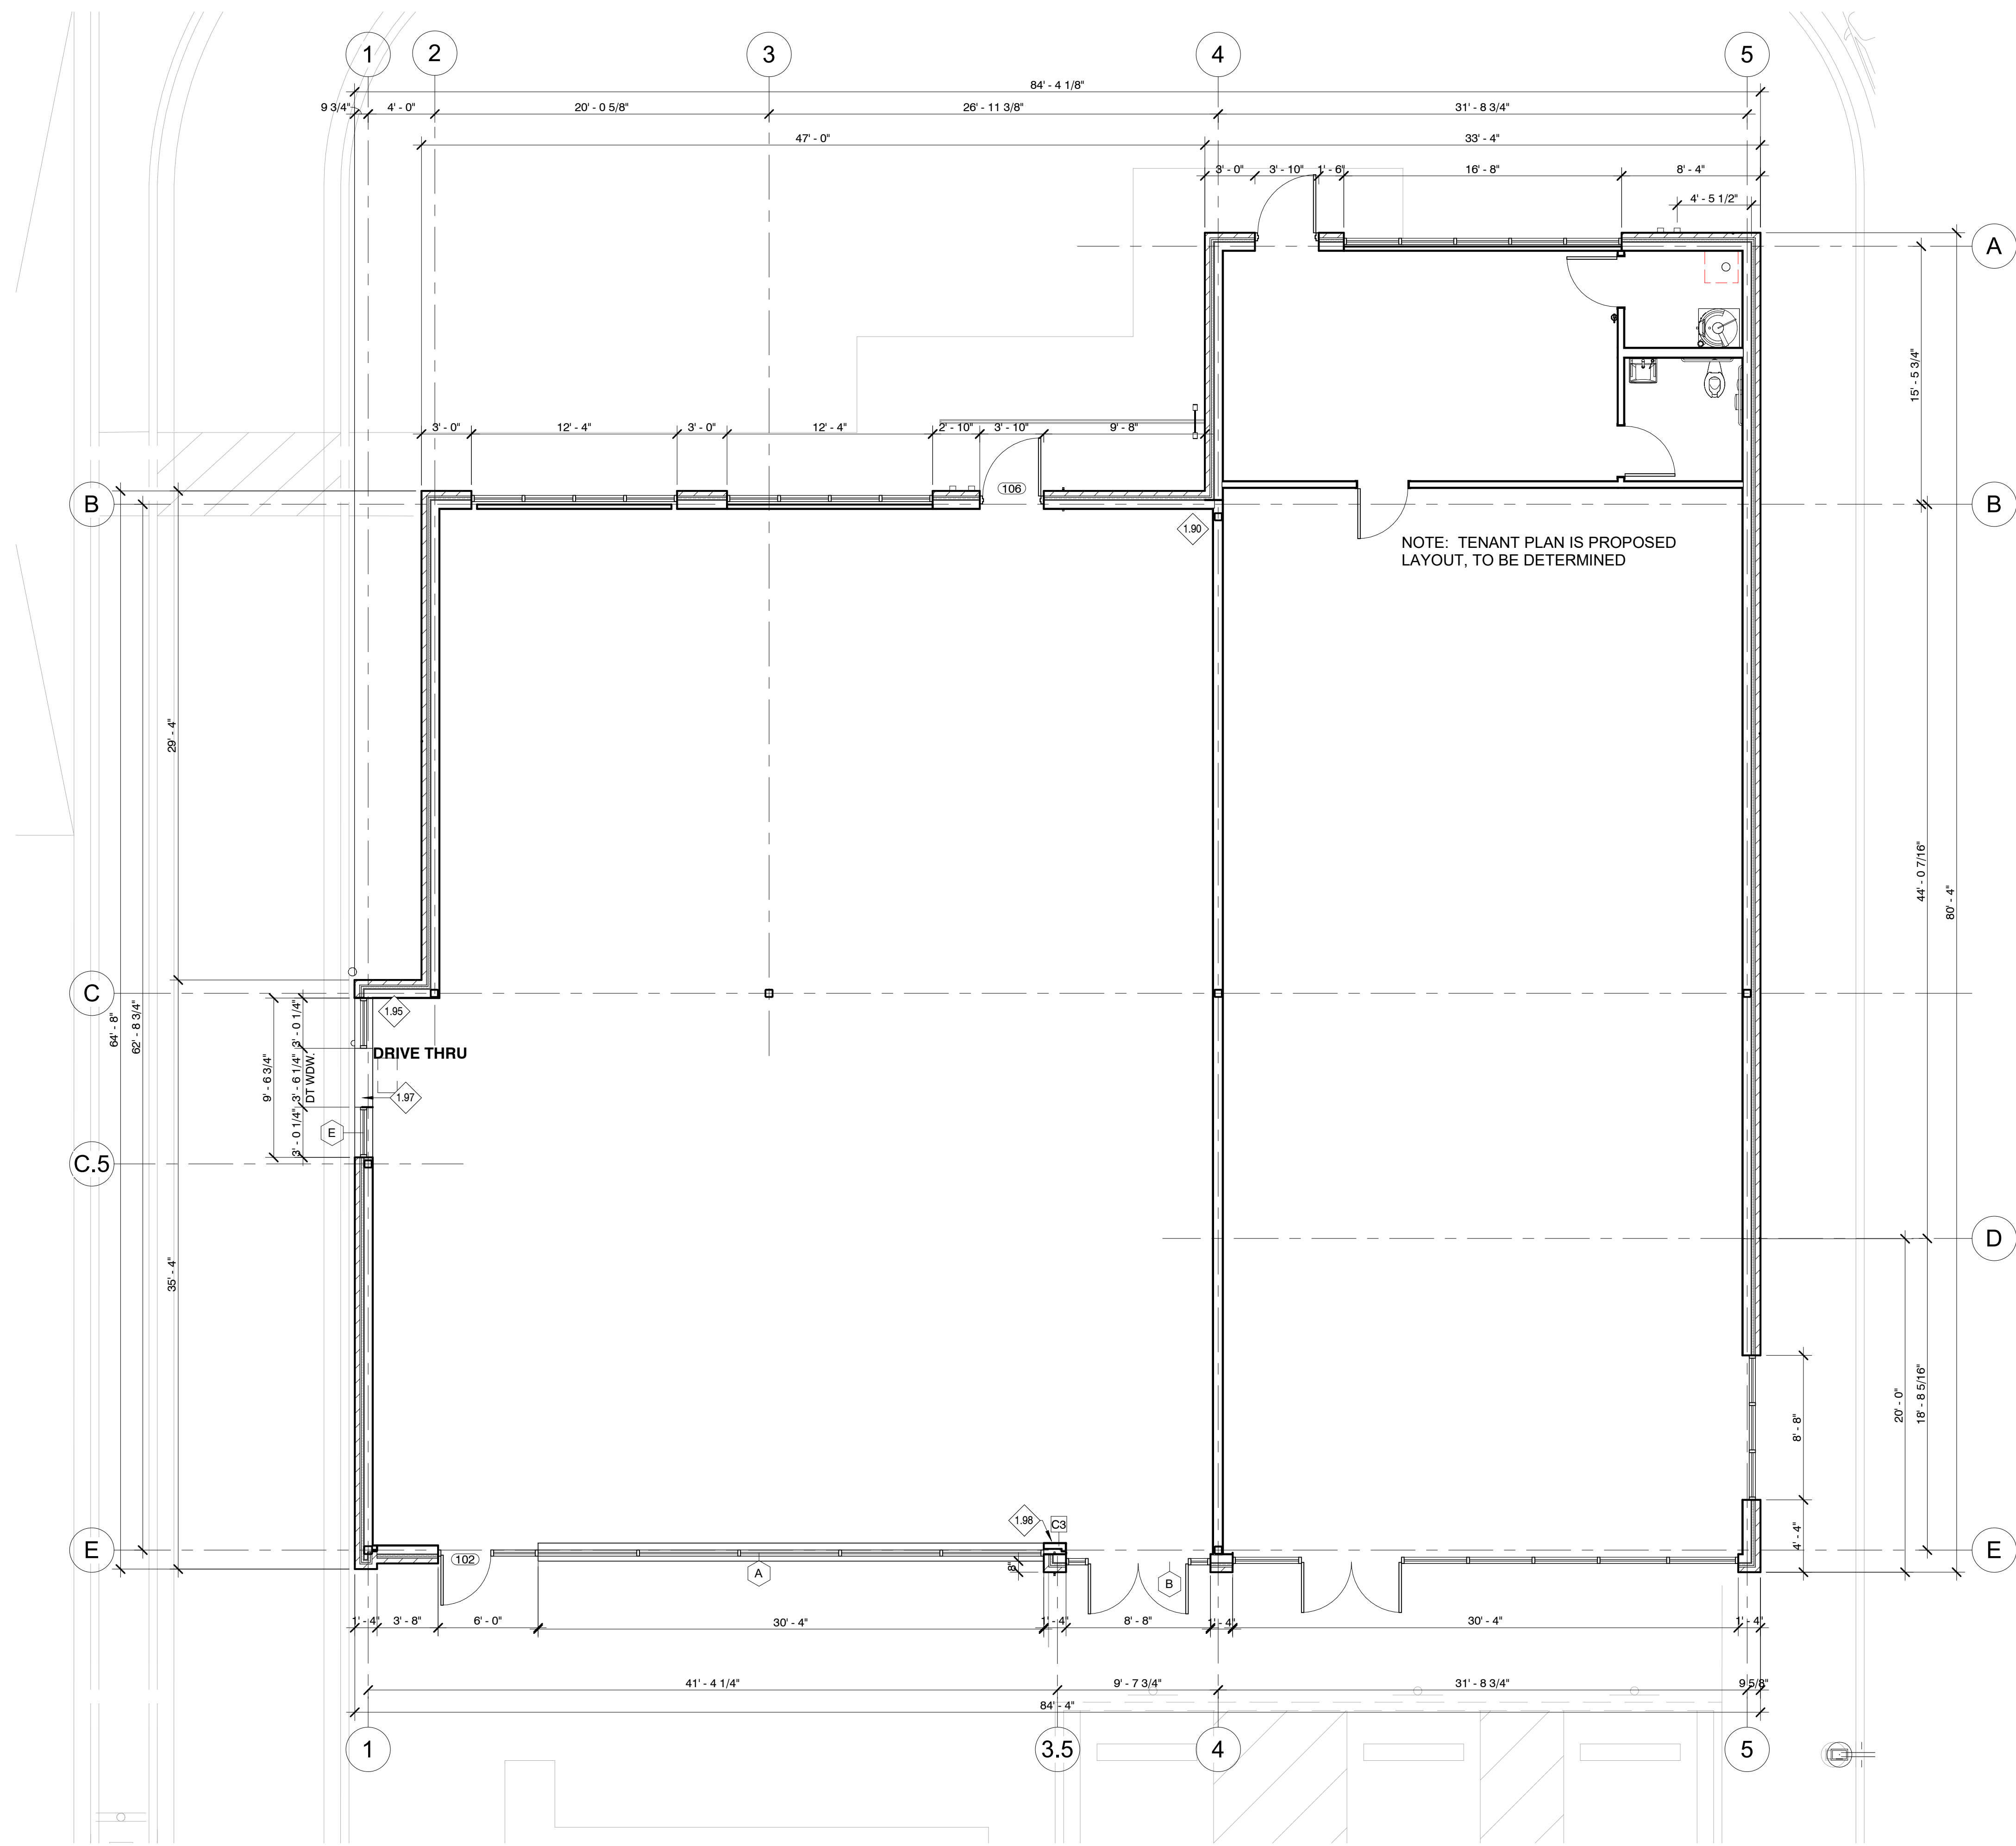 1 2 3 4 5
84' - 4 1/8"
9 3/4" 4' - 0" 20' - 0 5/8" 26' - 11 3/8" 31' - 8 3/4"
47' - 0" 33' - 4"
3' - 0" 3' - 10" 1' - 6" 16' - 8" 8' - 4"
4' - 5 1/2"
A
15' - 5 3/4"
3' - 0" 12' - 4" 3' - 0" 12' - 4" 2' - 10" 3' - 10" 9' - 8"
106
B B
1.90
NOTE: TENANT PLAN IS PROPOSED
LAYOUT, TO BE DETERMINED
29' - 4"
44' - 0 7/16"
80' - 4"
C
1.95
64' - 8"
62' - 8 3/4"
9' - 6 3/4"
3' - 0 1/4"
3' - 6 1/4"
DT WDW.
3' - 0 1/4"
DRIVE THRU
1.97
E
C.5
D
35' - 4"
20' - 0"
18' - 8 5/16"
8' - 8"
4' - 4"
1.98 C3
E E
102
A
8"
B
1' - 4" 3' - 8" 6' - 0" 30' - 4" 1' - 4" 8' - 8" 1' - 4" 30' - 4" 1' - 4"
41' - 4 1/4" 9' - 7 3/4" 31' - 8 3/4" 9 5/8"
84' - 4"
1 3.5 4 5